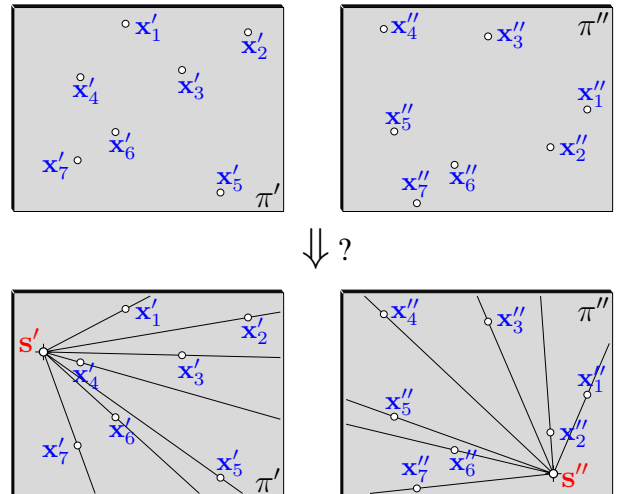 x′₁
x′₂
x′₃
x′₄
x′₆
x′₇
x′₅
π′
π″
x″₄
x″₃
x″₁
x″₅
x″₂
x″₆
x″₇
⇓ ?
x′₁
x′₂
s′
x′₃
x′₄
x′₆
x′₇
x′₅
π′
π″
x″₄
x″₃
x″₁
x″₅
x″₂
x″₆
x″₇
s″